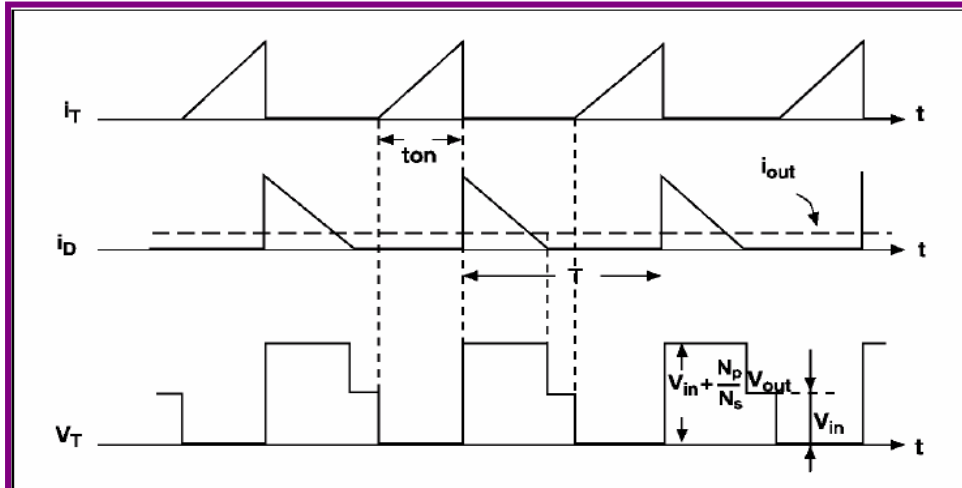 i_T
t
ton
i_out
i_D
t
T
V_in + N_p/N_s V_out
V_in
V_T
t